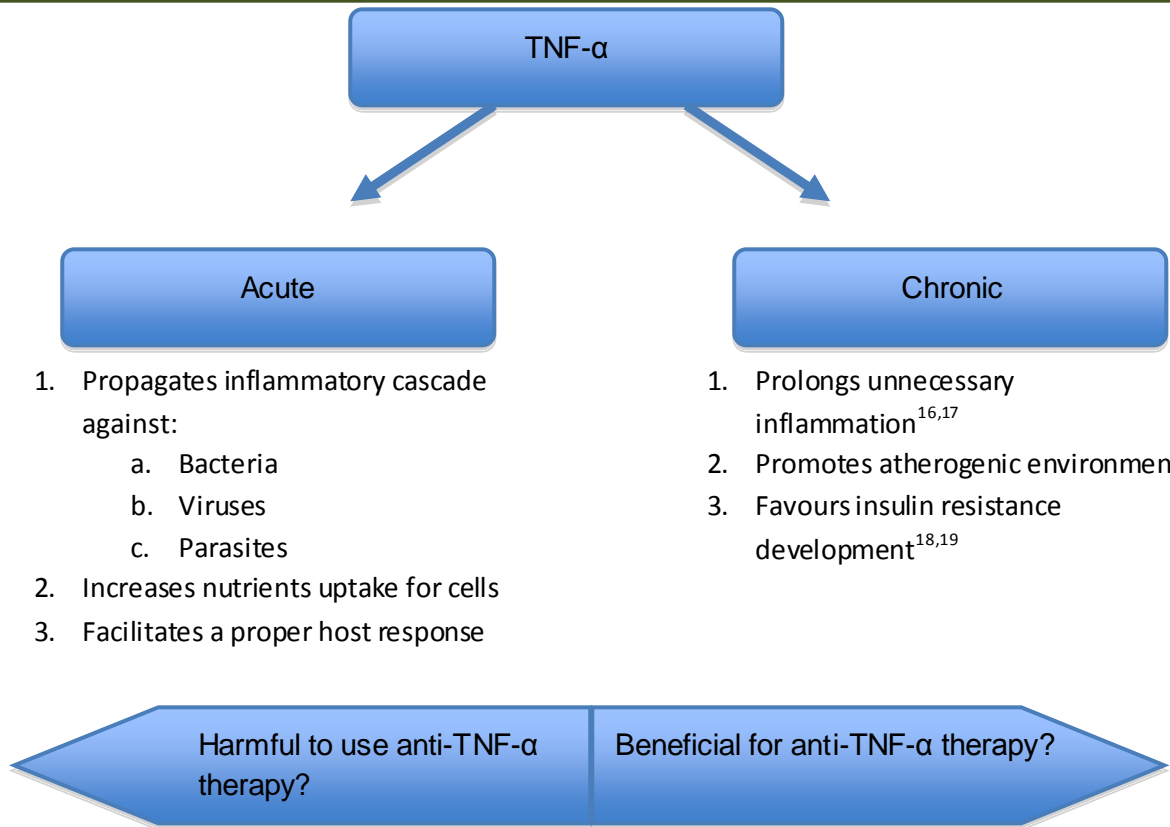 TNF-α
Acute
1. Propagates inflammatory cascade
against:
a. Bacteria
b. Viruses
c. Parasites
2. Increases nutrients uptake for cells
3. Facilitates a proper host response
Chronic
1. Prolongs unnecessary
inflammation16,17
2. Promotes atherogenic environmen
3. Favours insulin resistance
development18,19
Harmful to use anti-TNF-α
therapy?
Beneficial for anti-TNF-α therapy?